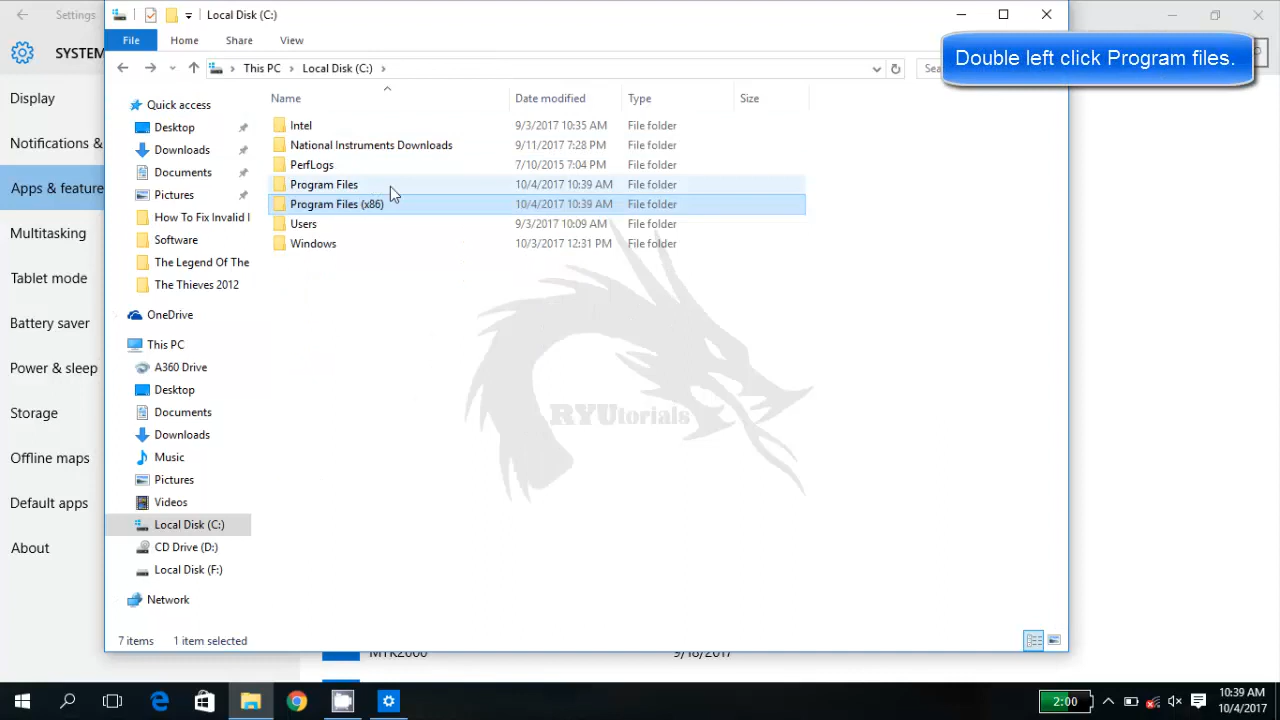 Settings
SYSTEM
Display
Notifications &
Apps & feature
Multitasking
Tablet mode
Battery saver
Power & sleep
Storage
Offline maps
Default apps
About
Local Disk (C:)
File Home Share View
This PC Local Disk (C:)
Sea
Double left click Program files.
Quick access
Desktop
Downloads
Documents
Pictures
How To Fix Invalid I
Software
The Legend Of The
The Thieves 2012
OneDrive
This PC
A360 Drive
Desktop
Documents
Downloads
Music
Pictures
Videos
Local Disk (C:)
CD Drive (D:)
Local Disk (F:)
Network
Name Date modified Type Size
Intel 9/3/2017 10:35 AM File folder
National Instruments Downloads 9/11/2017 7:28 PM File folder
PerfLogs 7/10/2015 7:04 PM File folder
Program Files 10/4/2017 10:39 AM File folder
Program Files (x86) 10/4/2017 10:39 AM File folder
Users 9/3/2017 10:09 AM File folder
Windows 10/3/2017 12:31 PM File folder
RYUtorials
7 items 1 item selected
MTK2000 9/18/2017
2:00
10:39 AM
10/4/2017